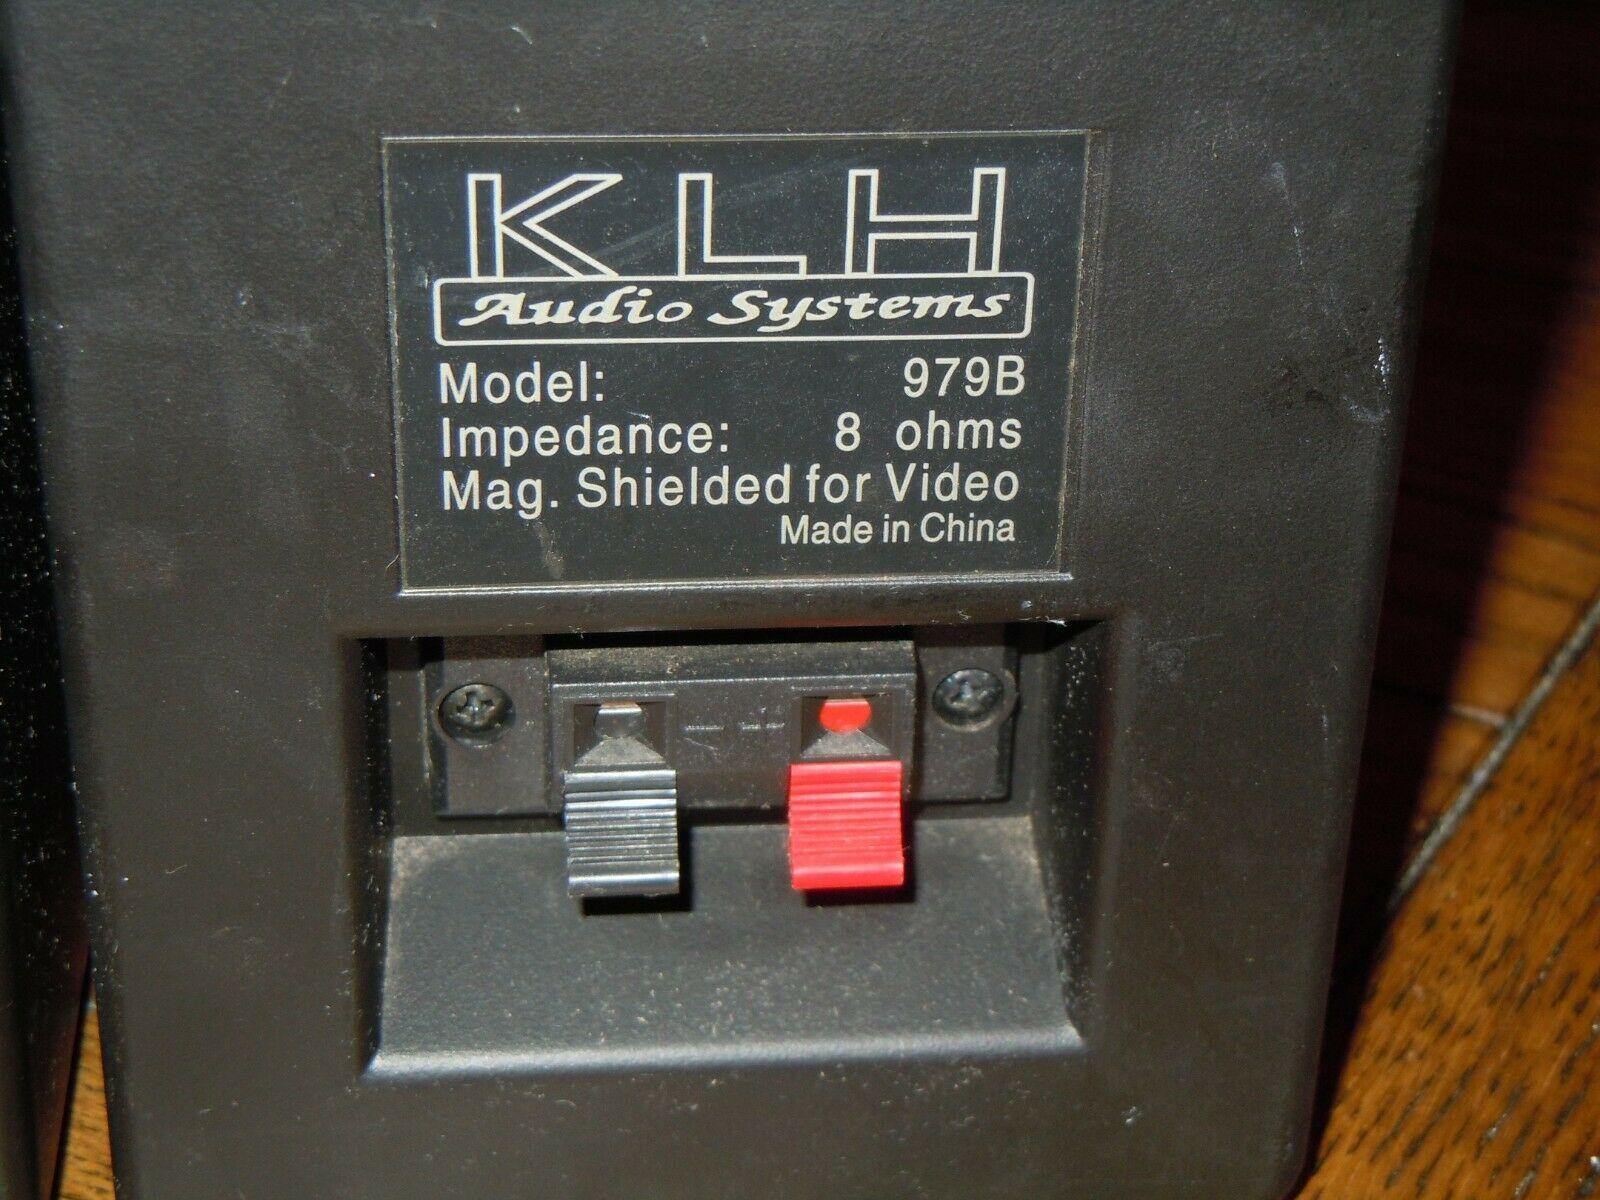 KLH
Audio Systems
Model: 979B
Impedance: 8 ohms
Mag. Shielded for Video
Made in China